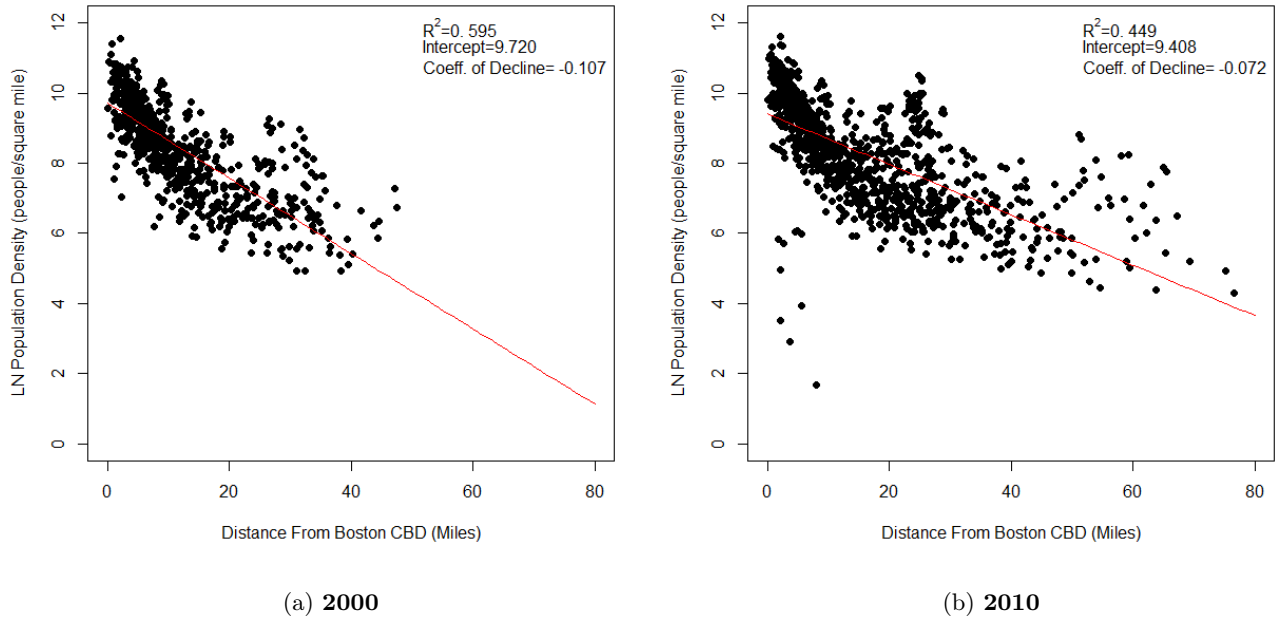 LN Population Density (people/square mile)
12
10
8
6
4
2
0
R²=0. 595
Intercept=9.720
Coeff. of Decline= -0.107
0 20 40 60 80
Distance From Boston CBD (Miles)
(a) 2000
LN Population Density (people/square mile)
12
10
8
6
4
2
0
R²=0.449
Intercept=9.408
Coeff. of Decline= -0.072
0 20 40 60 80
Distance From Boston CBD (Miles)
(b) 2010